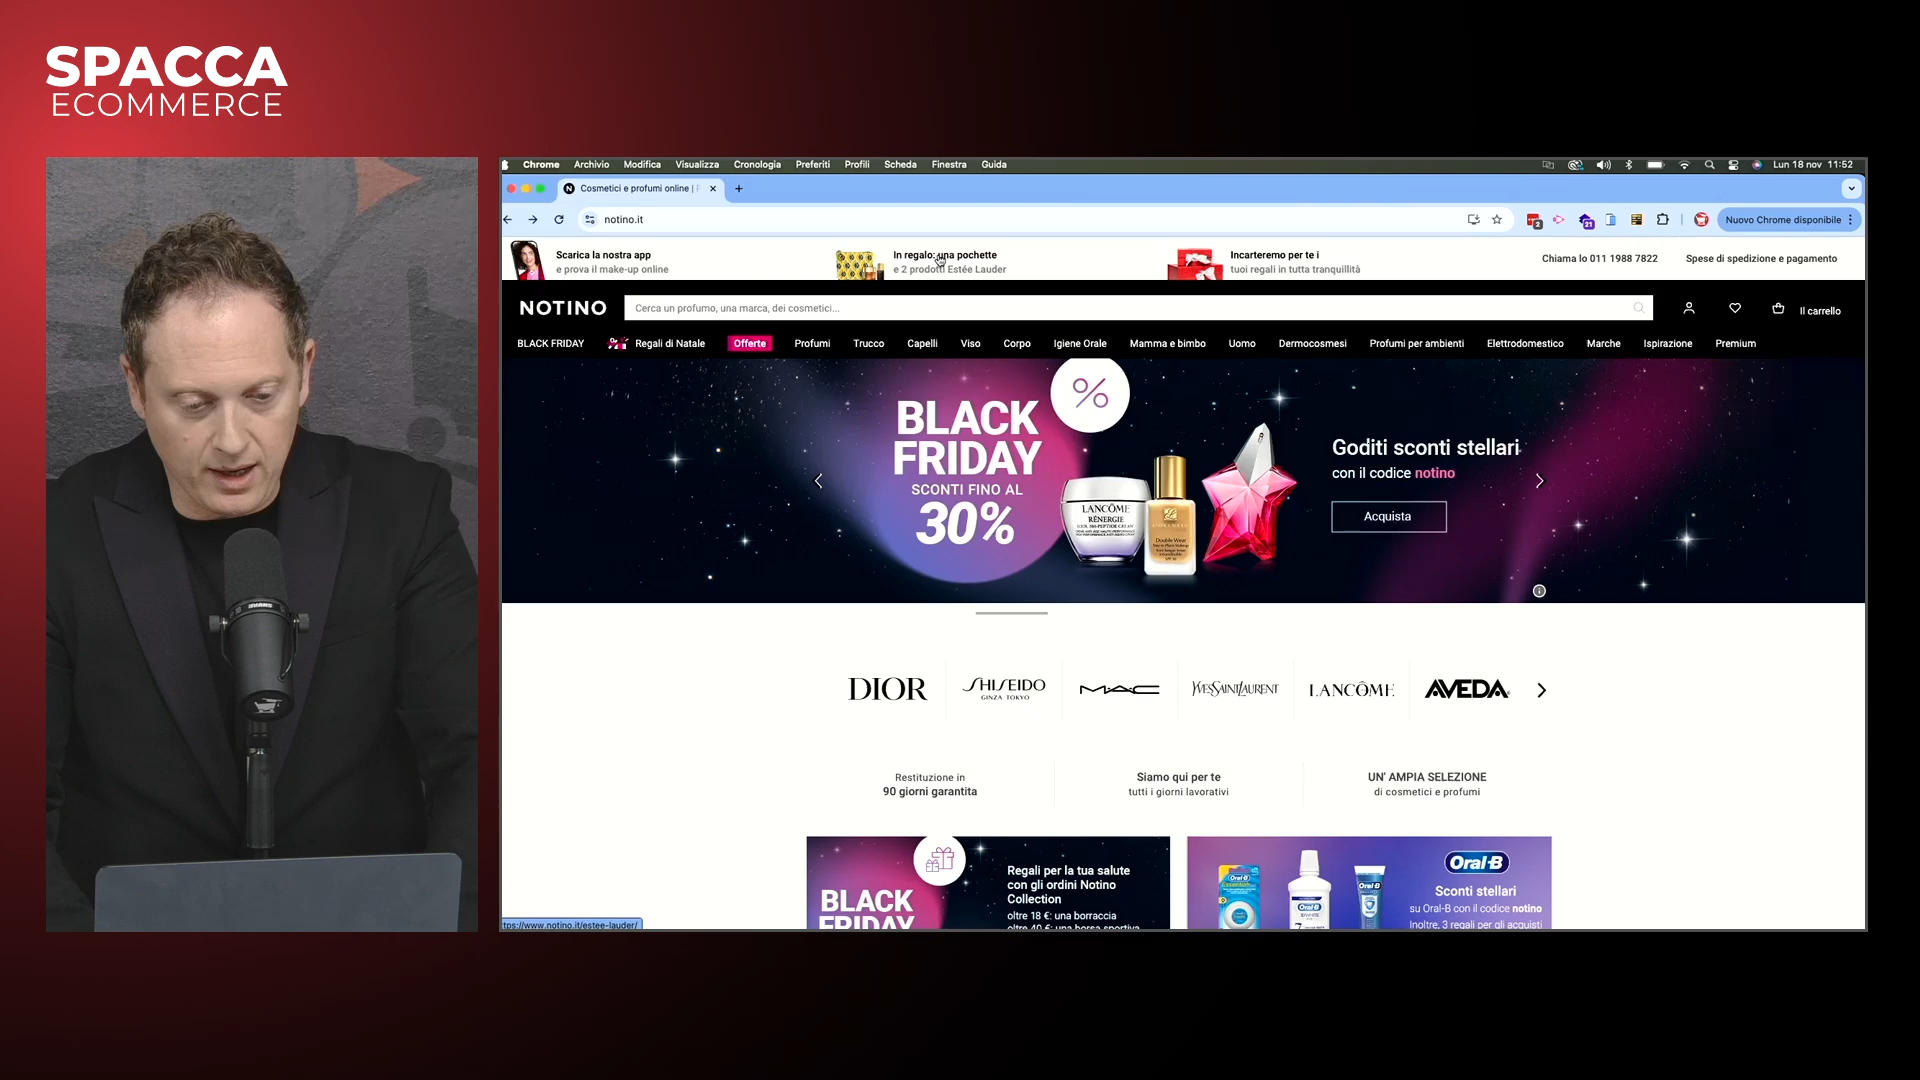 SPACCA
ECOMMERCE
Chrome Archivio Modifica Visualizza Cronologia Preferiti Profili Scheda Finestra Guida
Lun 18 nov 11:52
Cosmetici e profumi online |
notino.it
Nuovo Chrome disponibile
2
21
Scarica la nostra app
e prova il make-up online
In regalo: una pochette
e 2 prodotti Estée Lauder
Incarteremo per te i
tuoi regali in tutta tranquillità
Chiama lo 011 1988 7822
Spese di spedizione e pagamento
NOTINO
Cerca un profumo, una marca, dei cosmetici...
Il carrello
BLACK FRIDAY Regali di Natale Offerte Profumi Trucco Capelli Viso Corpo Igiene Orale Mamma e bimbo Uomo Dermocosmesi Profumi per ambienti Elettrodomestico Marche Ispirazione Premium
BLACK
FRIDAY
SCONTI FINO AL
30%
%
LANCÔME
RÉNERGIE
Double Wear
Goditi sconti stellari
con il codice notino
Acquista
DIOR
SHISEIDO
GINZA TOKYO
MAC
YVES SAINT LAURENT
LANCÔME
AVEDA
Restituzione in
90 giorni garantita
Siamo qui per te
tutti i giorni lavorativi
UN' AMPIA SELEZIONE
di cosmetici e profumi
BLACK
FRIDAY
Regali per la tua salute
con gli ordini Notino
Collection
oltre 18 €: una borraccia
oltre 40 €: una borsa sportiva
Oral-B
Oral-B
Oral-B
Oral-B
Sconti stellari
su Oral-B con il codice notino
Inoltre, 3 regali per gli acquisti
tps://www.notino.it/estee-lauder/